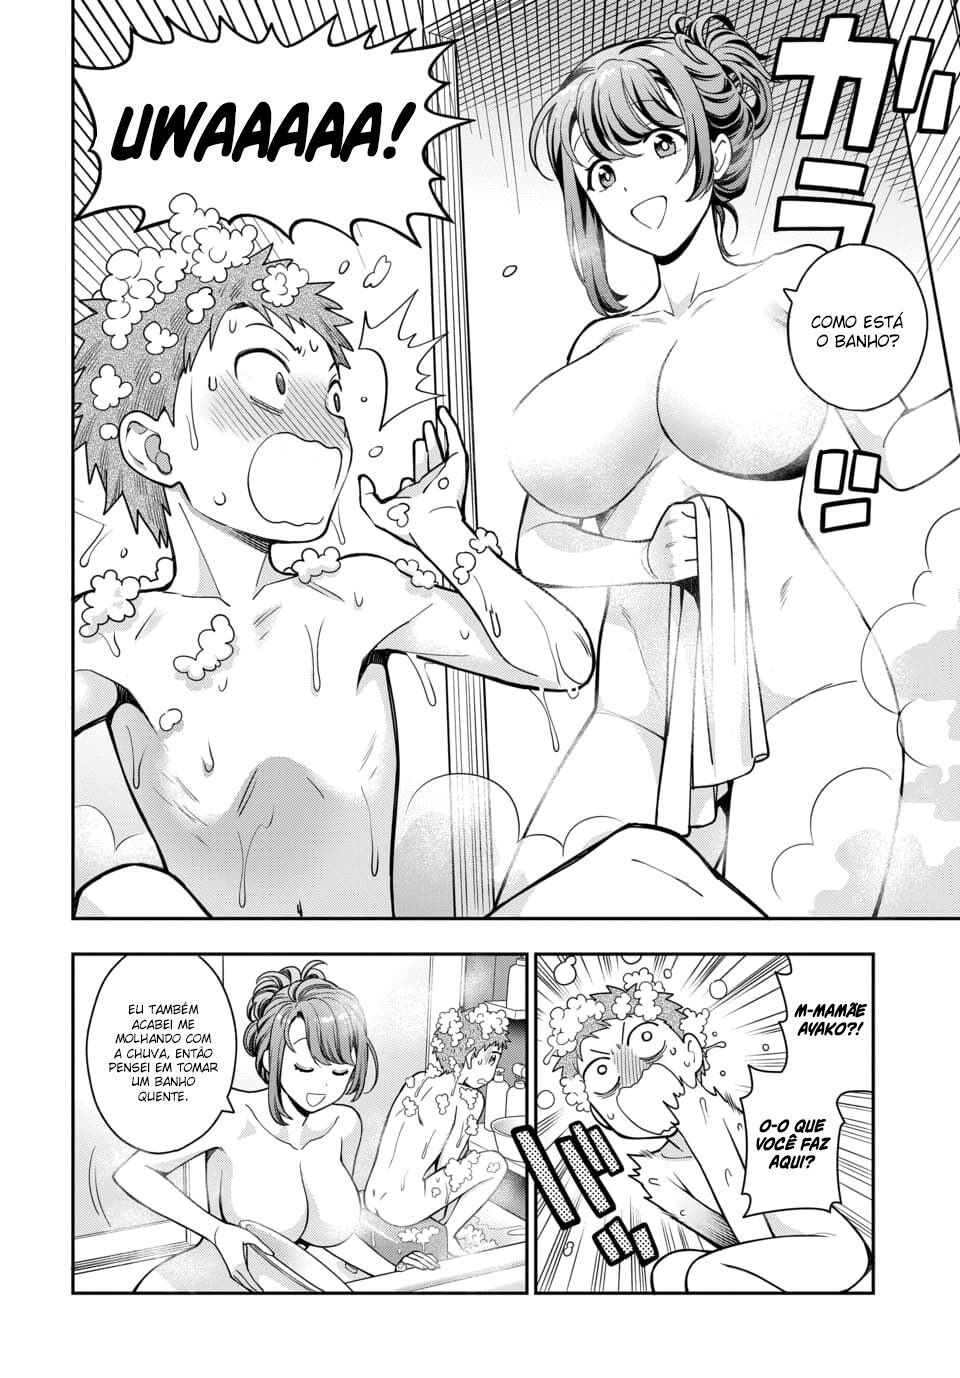 UWAAAAA!
ガララ
COMO ESTÁ
O BANHO?
M-MAMÃE
AYAKO?!
O-O QUE
VOCÊ FAZ
AQUI?
EU TAMBÉM
ACABEI ME
MOLHANDO COM
A CHUVA, ENTÃO
PENSEI EM TOMAR
UM BANHO
QUENTE.